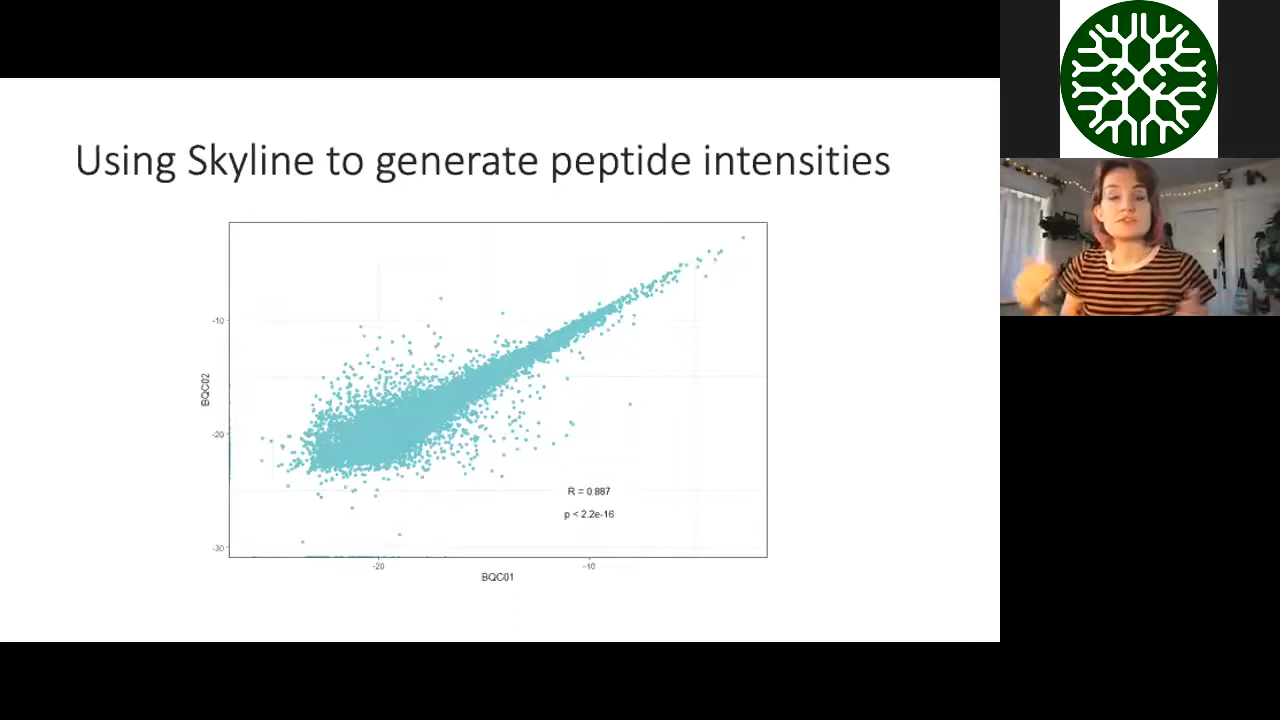 Using Skyline to generate peptide intensities
-10
BQC02
-20
R = 0.887
p < 2.2e-16
-30
-20
-10
BQC01